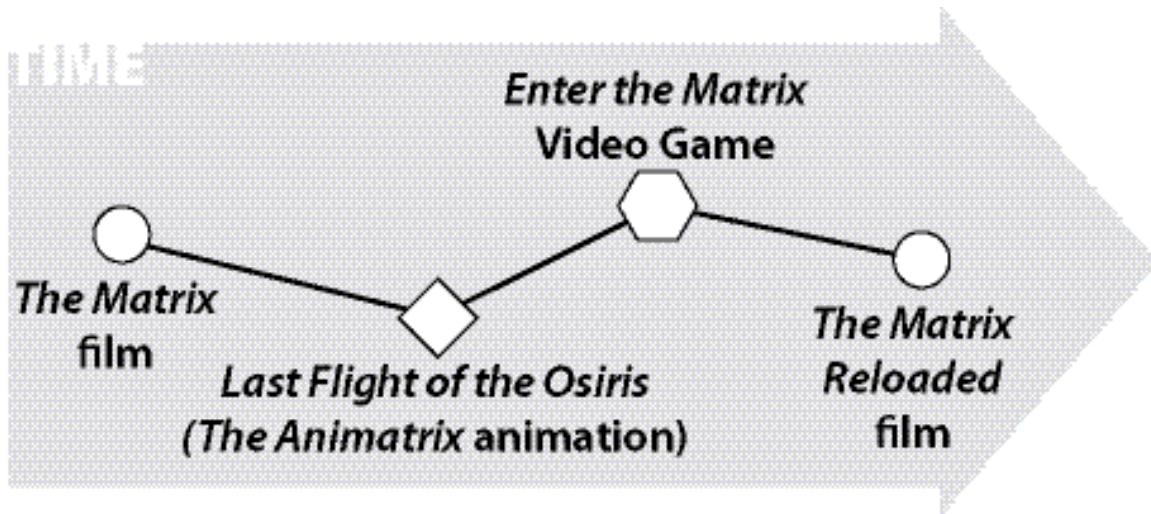 TIME
Enter the Matrix
Video Game
The Matrix
film
Last Flight of the Osiris
(The Animatrix animation)
The Matrix
Reloaded
film